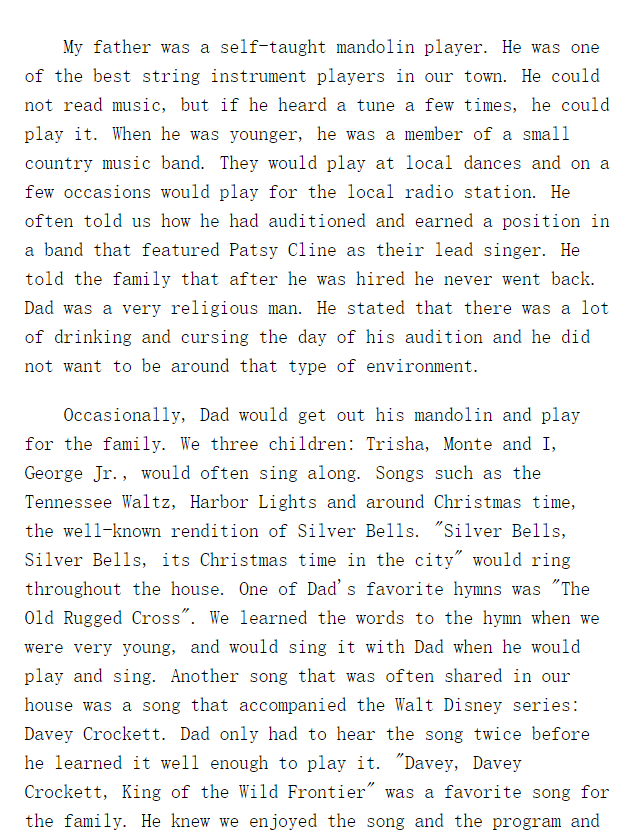 My father was a self-taught mandolin player. He was one
of the best string instrument players in our town. He could
not read music, but if he heard a tune a few times, he could
play it. When he was younger, he was a member of a small
country music band. They would play at local dances and on a
few occasions would play for the local radio station. He
often told us how he had auditioned and earned a position in
a band that featured Patsy Cline as their lead singer. He
told the family that after he was hired he never went back.
Dad was a very religious man. He stated that there was a lot
of drinking and cursing the day of his audition and he did
not want to be around that type of environment.
Occasionally, Dad would get out his mandolin and play
for the family. We three children: Trisha, Monte and I,
George Jr., would often sing along. Songs such as the
Tennessee Waltz, Harbor Lights and around Christmas time,
the well-known rendition of Silver Bells. "Silver Bells,
Silver Bells, its Christmas time in the city" would ring
throughout the house. One of Dad's favorite hymns was "The
Old Rugged Cross". We learned the words to the hymn when we
were very young, and would sing it with Dad when he would
play and sing. Another song that was often shared in our
house was a song that accompanied the Walt Disney series:
Davey Crockett. Dad only had to hear the song twice before
he learned it well enough to play it. "Davey, Davey
Crockett, King of the Wild Frontier" was a favorite song for
the family. He knew we enjoyed the song and the program and